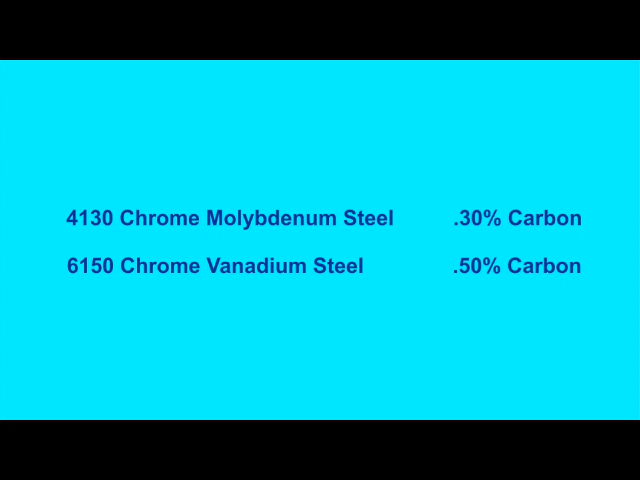 4130 Chrome Molybdenum Steel .30% Carbon
6150 Chrome Vanadium Steel .50% Carbon